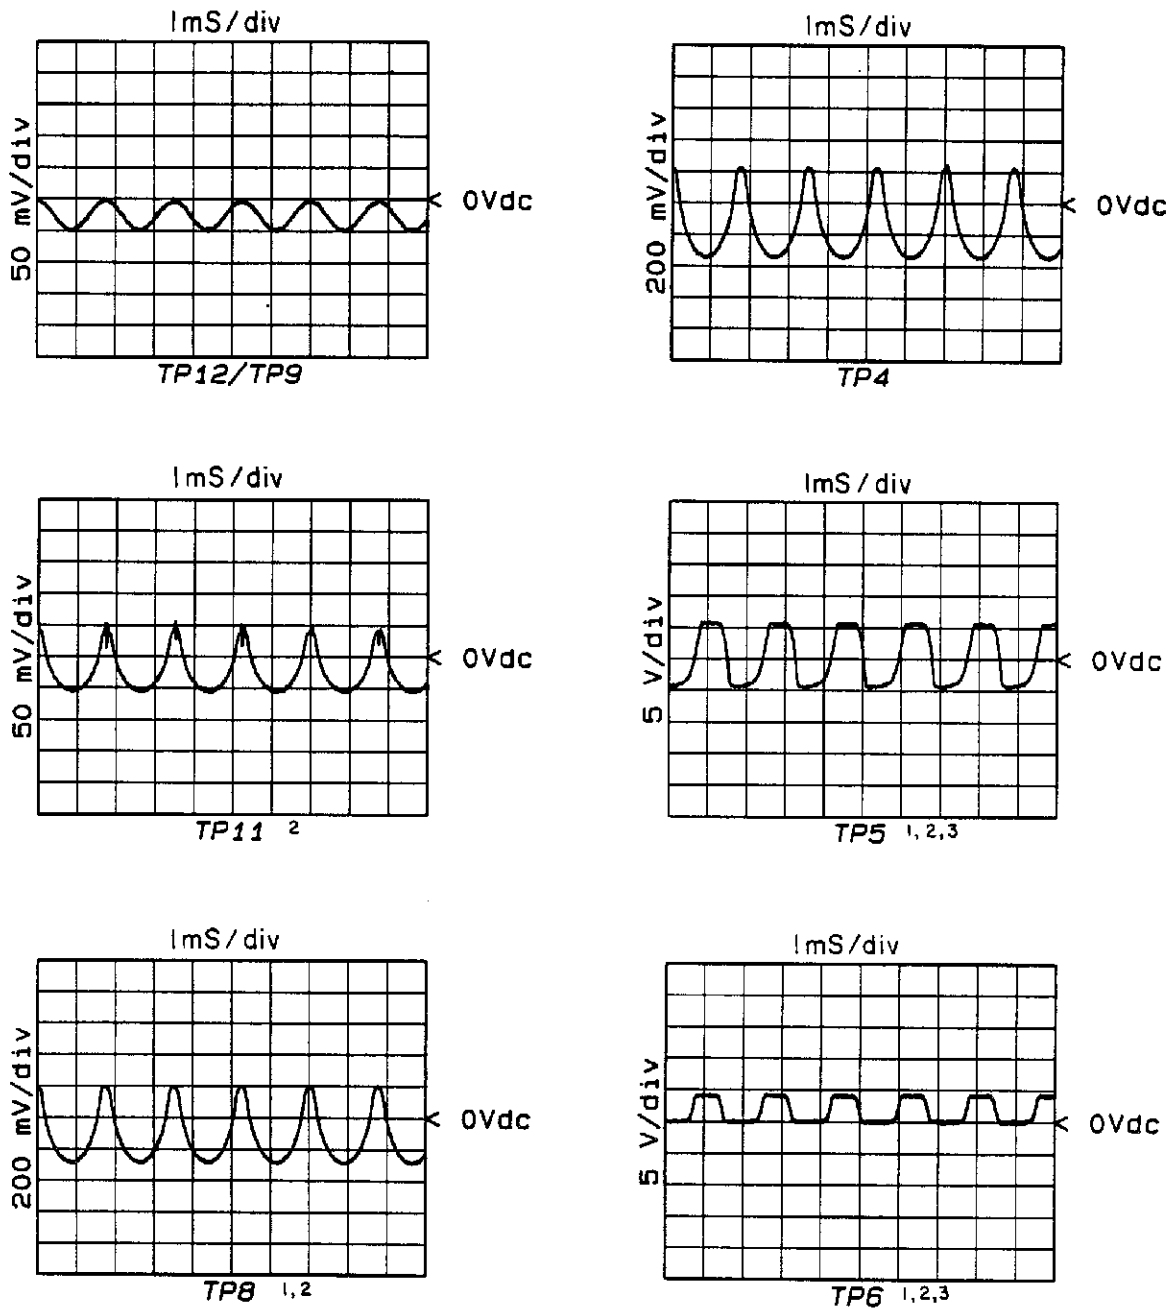 1mS/div
50 mV/div
<0Vdc
TP12/TP9
1mS/div
200 mV/div
<0Vdc
TP4
1mS/div
50 mV/div
<0Vdc
TP11 2
1mS/div
5 V/div
<0Vdc
TP5 1,2,3
1mS/div
200 mV/div
<0Vdc
TP8 1,2
1mS/div
5 V/div
<0Vdc
TP6 1,2,3